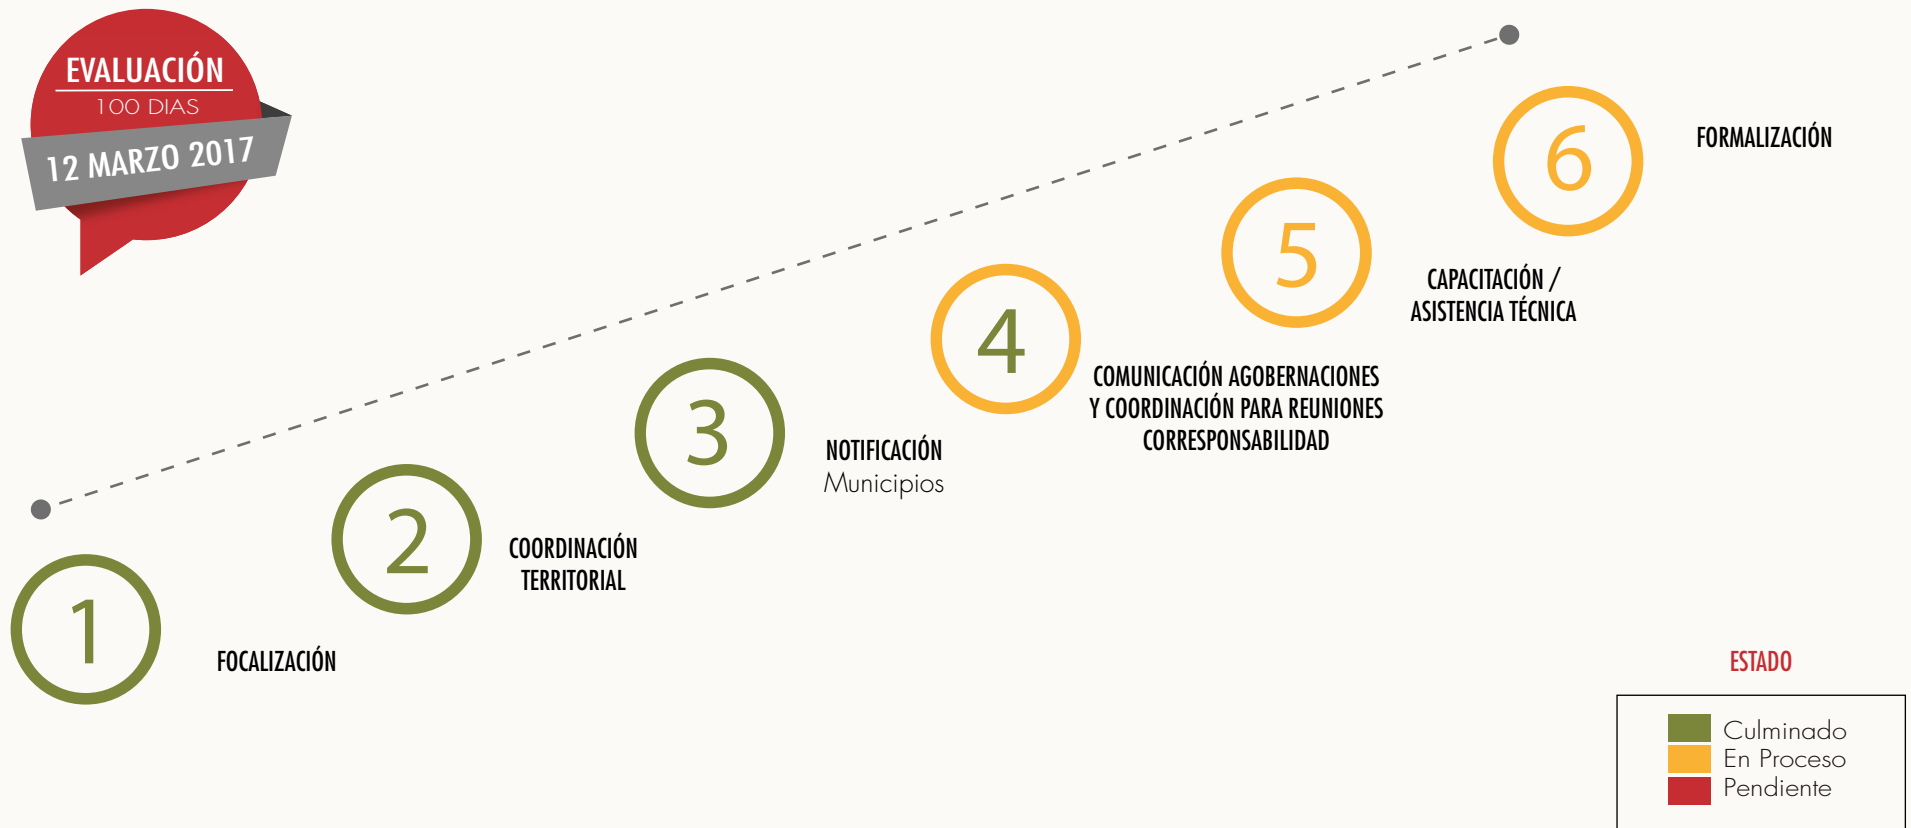 EVALUACIÓN
100 DIAS
12 MARZO 2017
1
FOCALIZACIÓN
2
COORDINACIÓN
TERRITORIAL
3
NOTIFICACIÓN
Municipios
4
COMUNICACIÓN AGOBERNACIONES
Y COORDINACIÓN PARA REUNIONES
CORRESPONSABILIDAD
5
CAPACITACIÓN /
ASISTENCIA TÉCNICA
6
FORMALIZACIÓN
ESTADO
Culminado
En Proceso
Pendiente